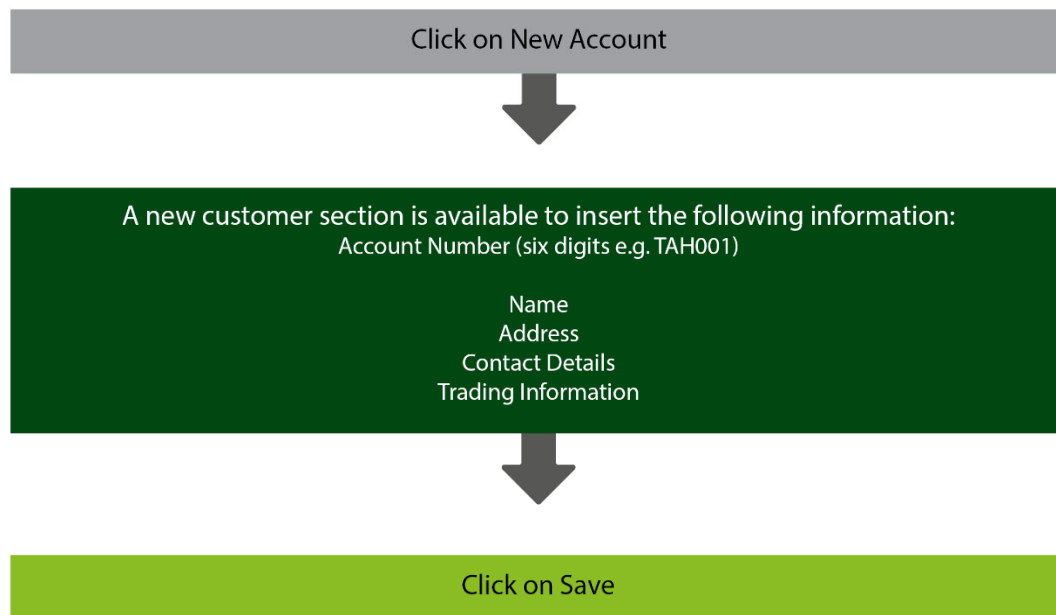 Click on New Account
A new customer section is available to insert the following information:
Account Number (six digits e.g. TAH001)
Name
Address
Contact Details
Trading Information
Click on Save